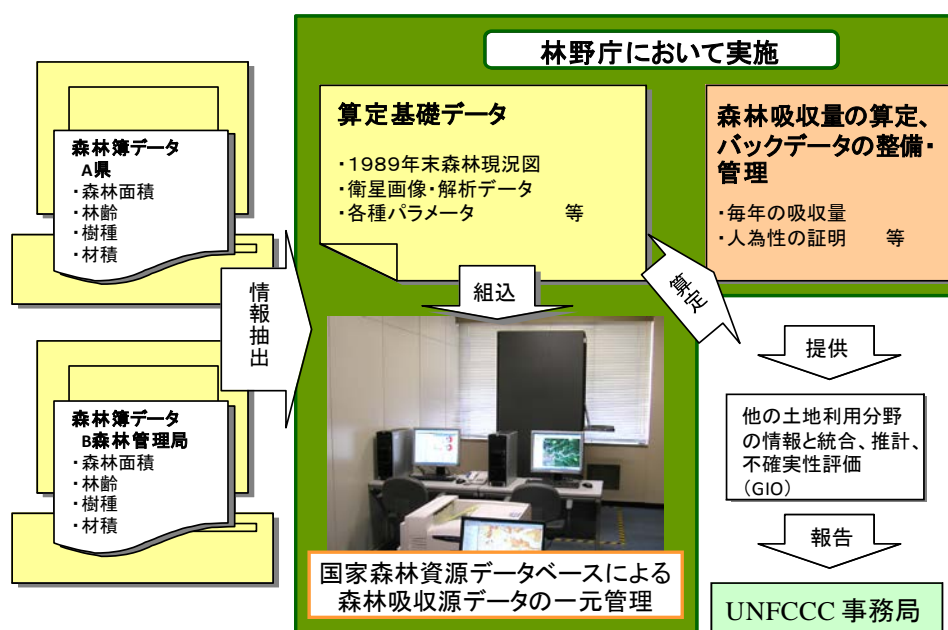 林野庁において実施
森林簿データ
A県
・森林面積
・林齢
・樹種
・材積
森林簿データ
B森林管理局
・森林面積
・林齢
・樹種
・材積
情報抽出
算定基礎データ
・1989年末森林現況図
・衛星画像・解析データ
・各種パラメータ 等
組込
国家森林資源データベースによる
森林吸収源データの一元管理
算定
森林吸収量の算定、
バックデータの整備・
管理
・毎年の吸収量
・人為性の証明 等
提供
他の土地利用分野
の情報と統合、推計、
不確実性評価
（GIO）
報告
UNFCCC 事務局